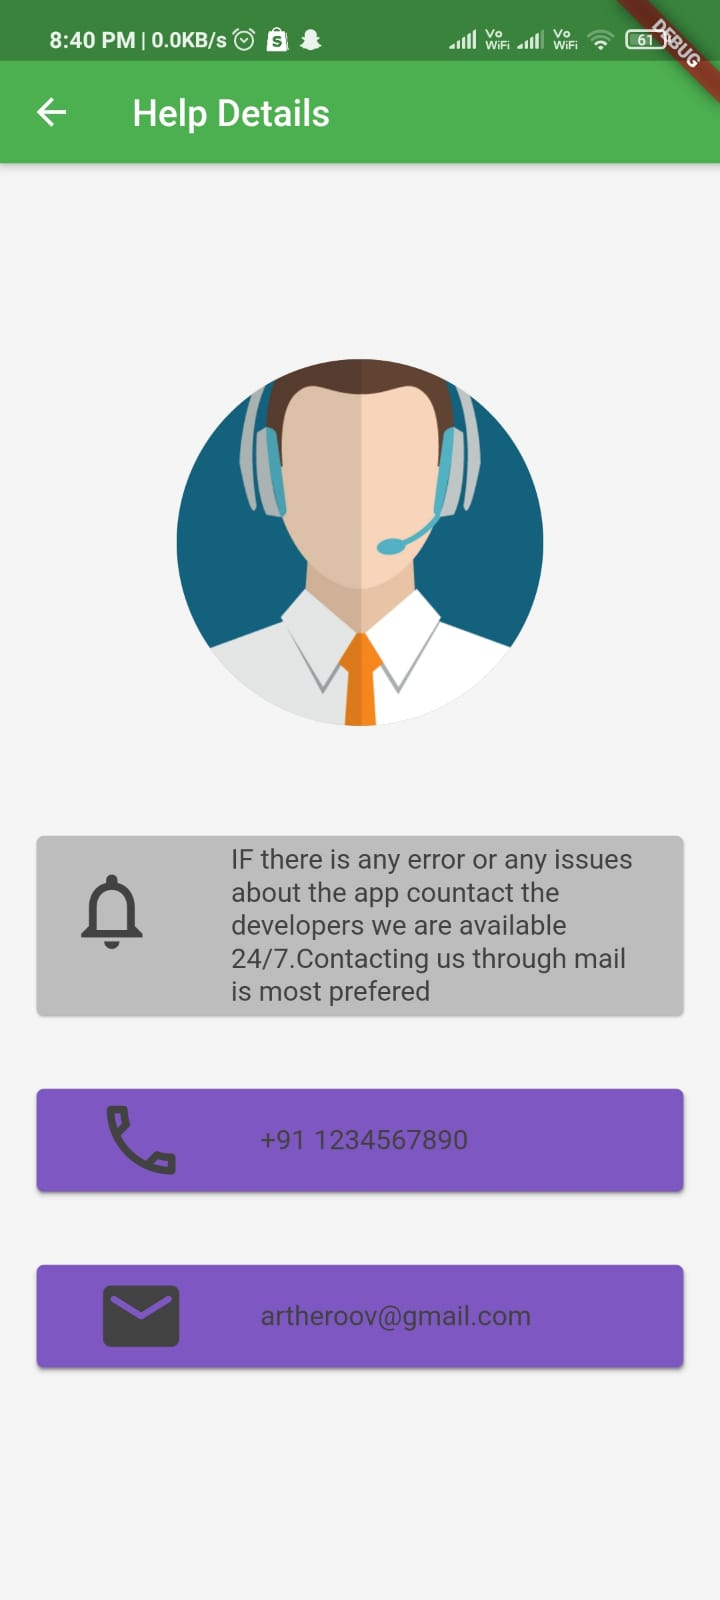 8:40 PM | 0.0KB/s S Vo WiFi Vo WiFi 61
DEBUG
Help Details
IF there is any error or any issues
about the app countact the
developers we are available
24/7.Contacting us through mail
is most prefered
+91 1234567890
artheroov@gmail.com